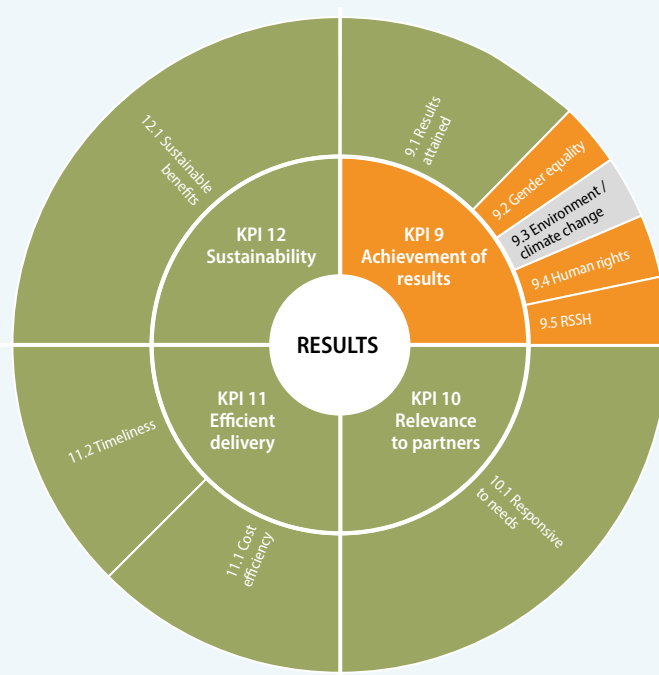 RESULTS
KPI 9
Achievement of
results
9.1 Results
attained
9.2 Gender equality
9.3 Environment /
climate change
9.4 Human rights
9.5 RSSH
KPI 10
Relevance
to partners
10.1 Responsive
to needs
KPI 11
Efficient
delivery
11.1 Cost
efficiency
11.2 Timeliness
KPI 12
Sustainability
12.1 Sustainable
benefits